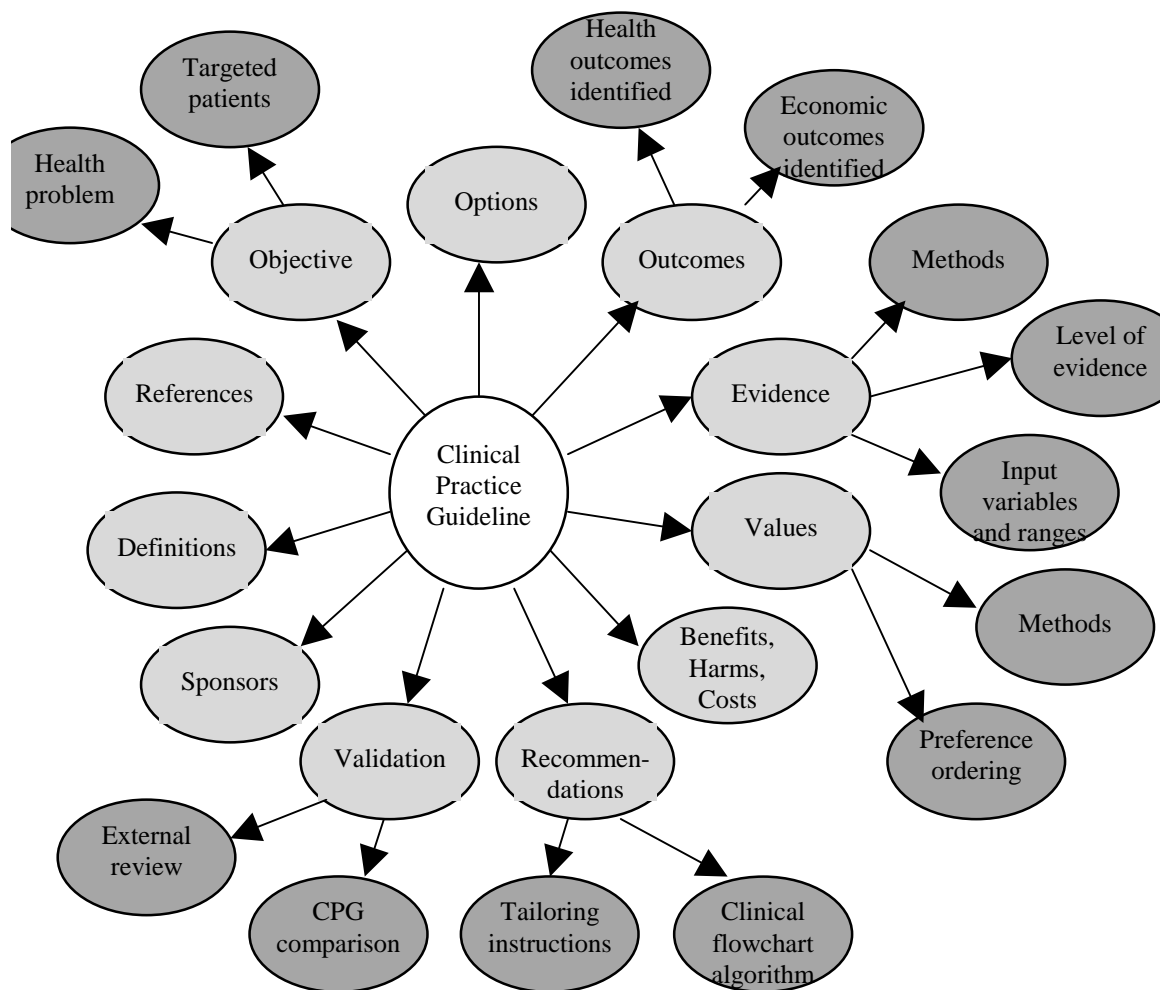 Health
outcomes
identified
Targeted
patients
Economic
outcomes
identified
Health
problem
Options
Objective
Outcomes
Methods
Level of
evidence
References
Evidence
Clinical
Practice
Guideline
Input
variables
and ranges
Definitions
Values
Methods
Benefits,
Harms,
Costs
Sponsors
Preference
ordering
Validation
Recommen-
dations
External
review
CPG
comparison
Tailoring
instructions
Clinical
flowchart
algorithm